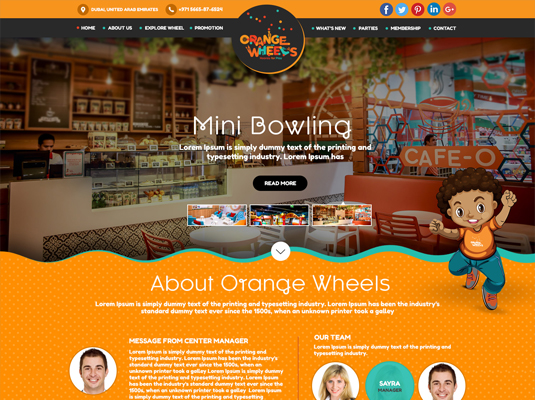 DUBAI, UNITED ARAB EMIRATES
+971 5665-87-6524
HOME
ABOUT US
EXPLORE WHEEL
PROMOTION
ORANGE
WHEELS
WHAT'S NEW
PARTIES
MEMBERSHIP
CONTACT
Mini Bowling
Lorem Ipsum is simply dummy text of the printing and
typesetting industry. Lorem Ipsum has
READ MORE
CAFE-O
About Orange Wheels
Lorem Ipsum is simply dummy text of the printing and typesetting industry. Lorem Ipsum has been the industry's
standard dummy text ever since the 1500s, when an unknown printer took a galley
MESSAGE FROM CENTER MANAGER
Lorem Ipsum is simply dummy text of the printing and
typesetting industry. Lorem Ipsum has been the industry's
standard dummy text ever since the 1500s, when an
unknown printer took a galley Lorem Ipsum is simply
dummy text of the printing and typesetting industry.
Lorem Ipsum has been the industry's standard dummy
text ever since the 1500s, when an unknown printer took
a galley. Lorem Ipsum is simply dummy text of the
OUR TEAM
Lorem Ipsum is simply dummy text of the printing and
typesetting industry.
SAYRA
MANAGER